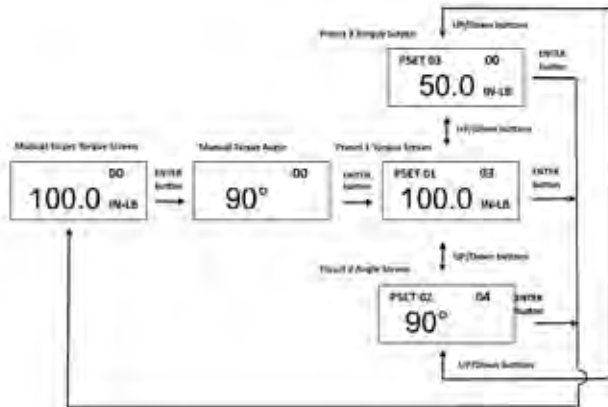 UP/Down buttons
Preset 3 Torque Screen
PSET 03 00
50.0 IN-LB
ENTER
button
UP/Down buttons
Manual Torque Screen
Manual Angle
Preset 1 Torque Screen
00
100.0 IN-LB
ENTER
button
00
90°
ENTER
button
PSET 01 03
100.0 IN-LB
ENTER
button
UP/Down buttons
Preset 2 Angle Screen
PSET 02 04
90°
ENTER
button
UP/Down buttons